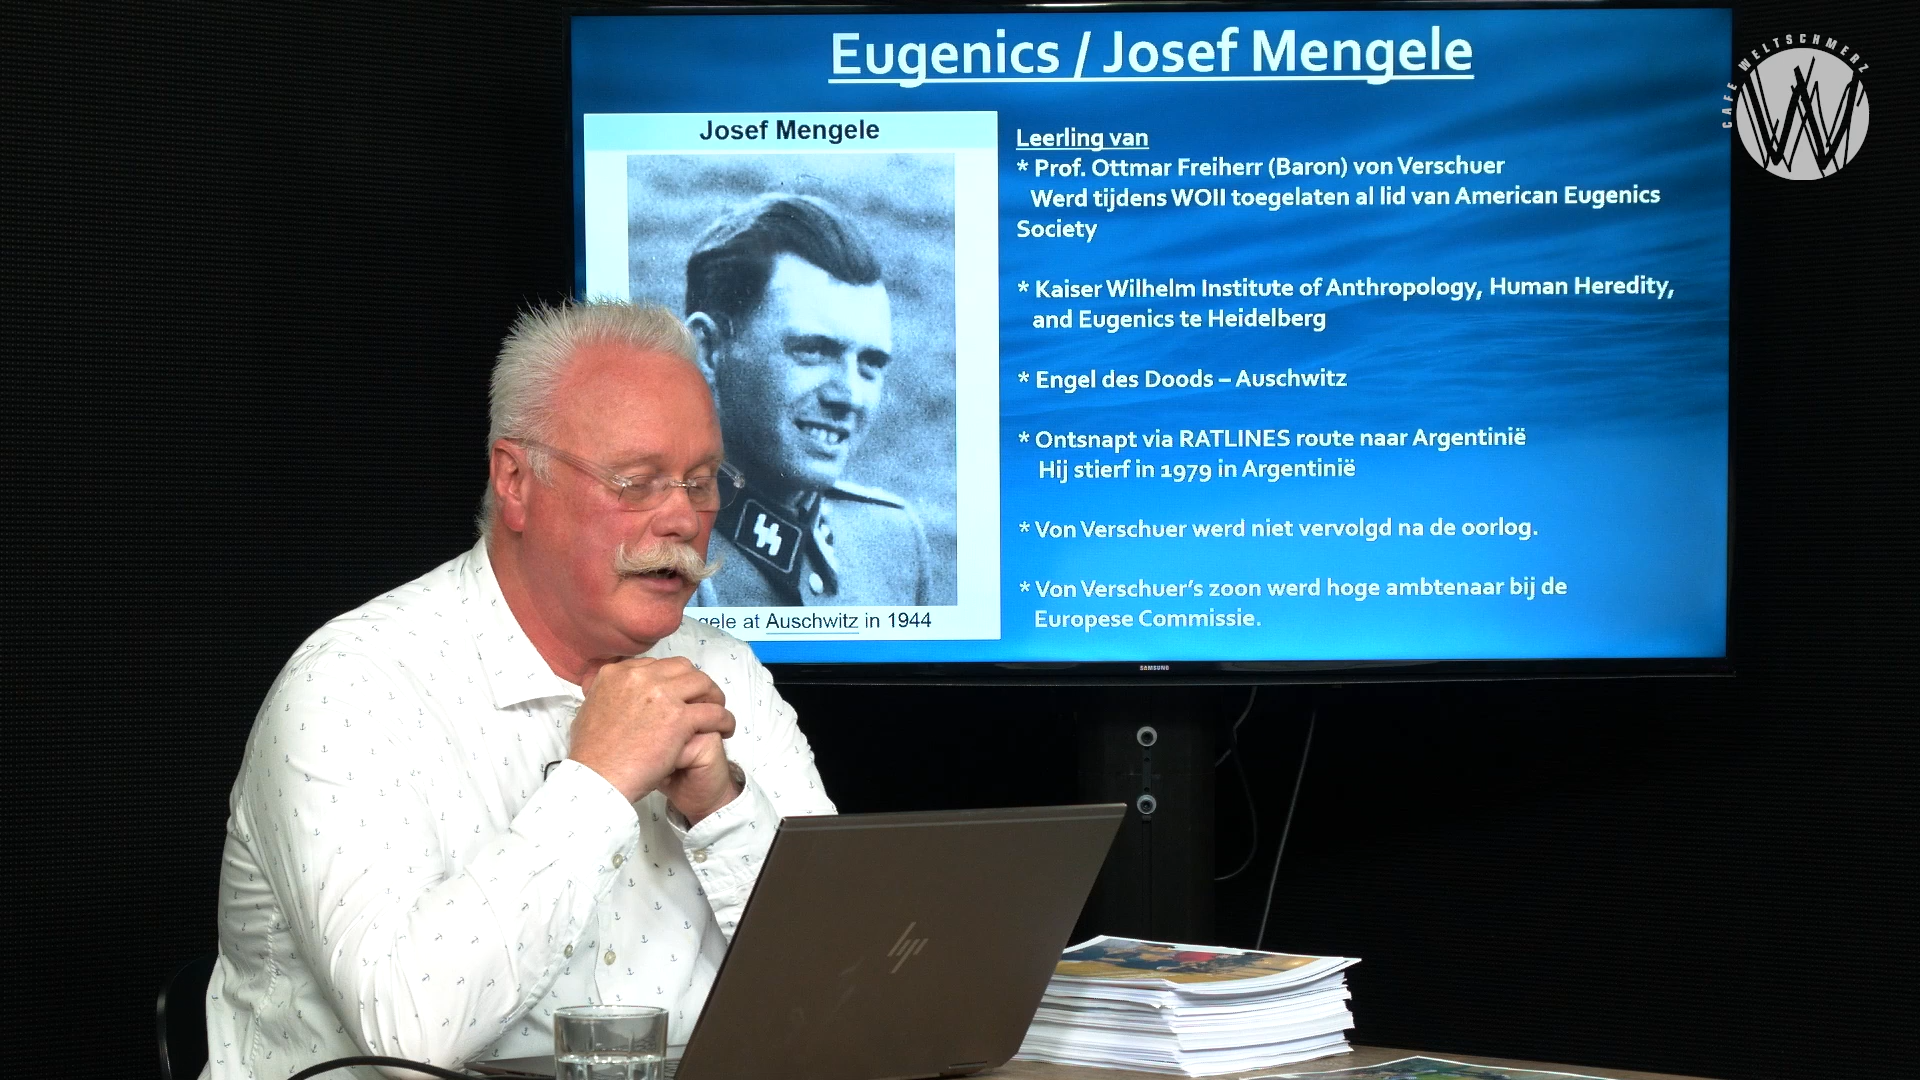 Eugenics / Josef Mengele
CAFE WELTSCHMERZ
Josef Mengele
Leerling van
* Prof. Ottmar Freiherr (Baron) von Verschuer
Werd tijdens WOII toegelaten al lid van American Eugenics
Society
* Kaiser Wilhelm Institute of Anthropology, Human Heredity,
and Eugenics te Heidelberg
* Engel des Doods – Auschwitz
* Ontsnapt via RATLINES route naar Argentinië
Hij stierf in 1979 in Argentinië
* Von Verschuer werd niet vervolgd na de oorlog.
* Von Verschuer's zoon werd hoge ambtenaar bij de
Europese Commissie.
gele at Auschwitz in 1944
SAMSUNG
hp